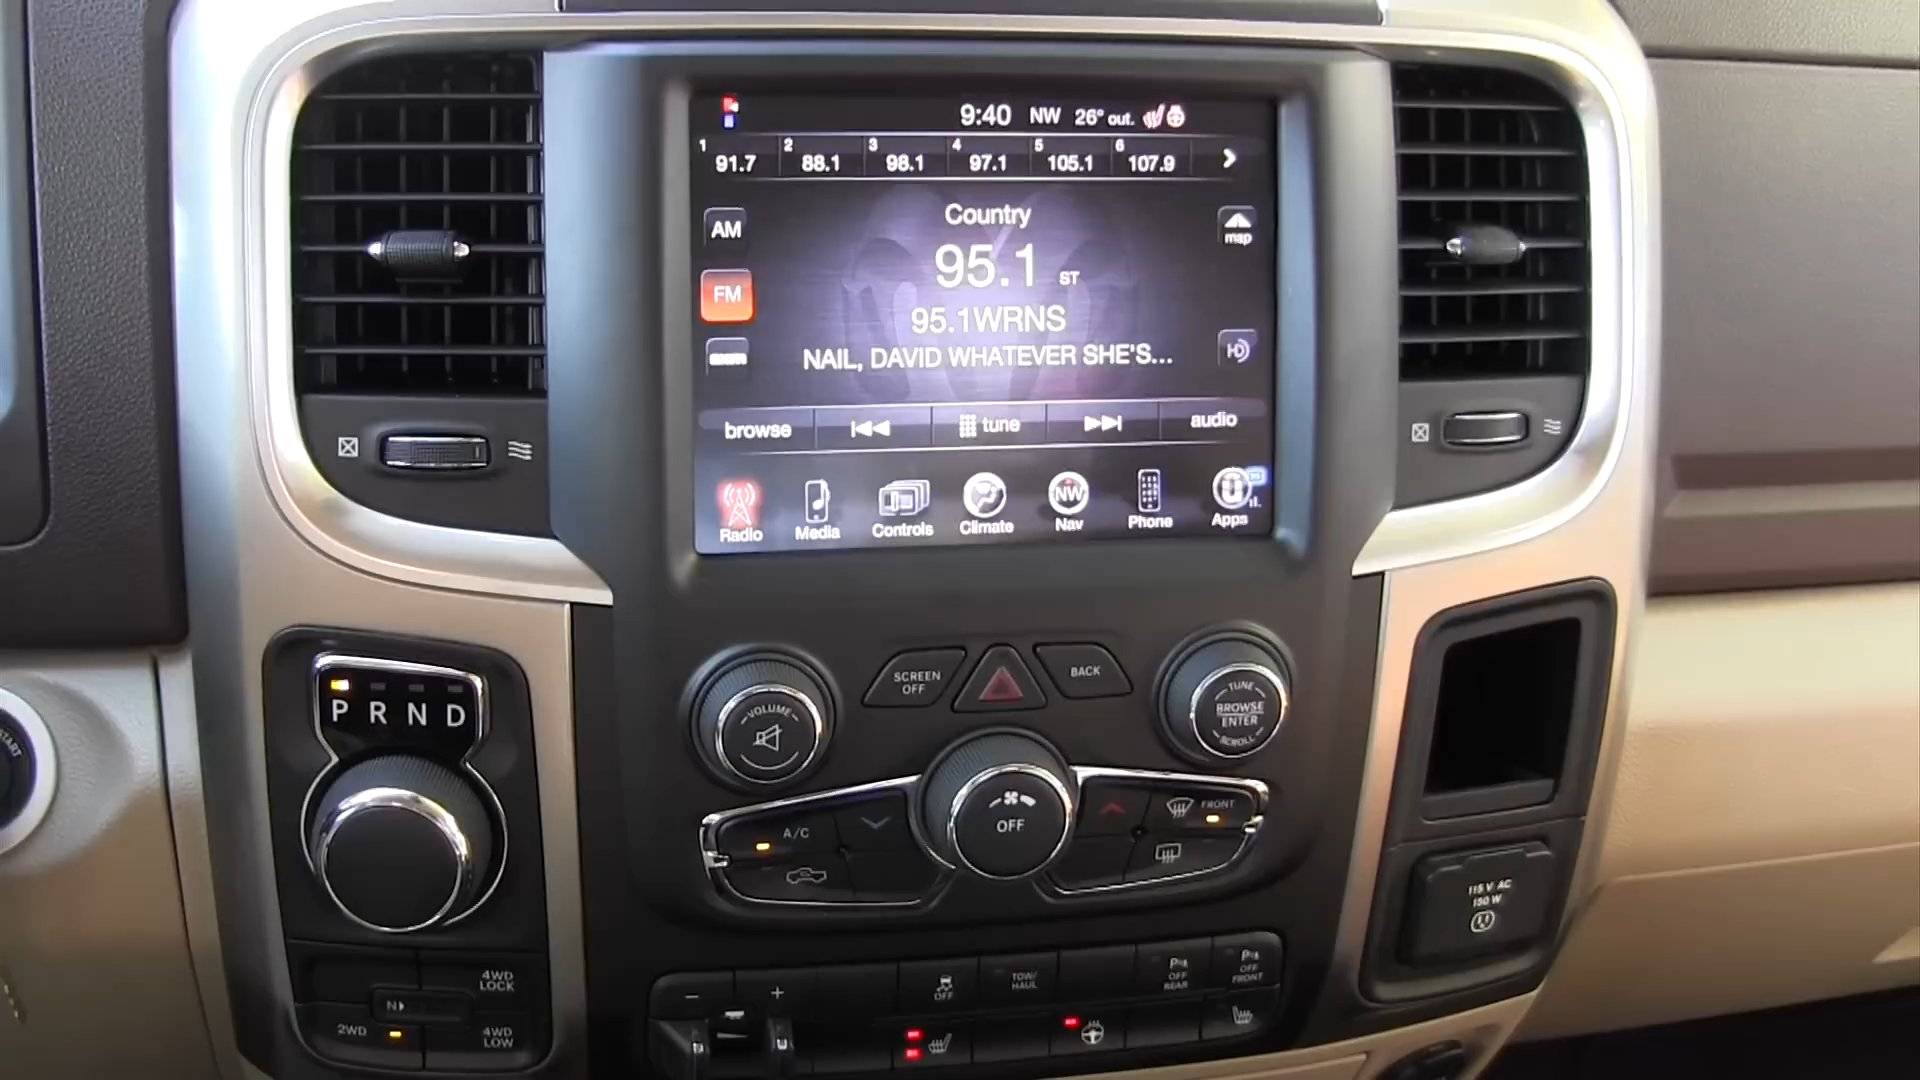 9:40 NW 26° out.
1 91.7 2 88.1 3 98.1 4 97.1 5 105.1 6 107.9
Country
AM
map
95.1 ST
FM
95.1WRNS
NAIL, DAVID WHATEVER SHE'S...
HD
browse tune audio
Radio Media Controls Climate NW Nav Phone U Apps
START
P R N D
VOLUME
SCREEN OFF
BACK
TUNE
BROWSE
ENTER
SCROLL
A/C
OFF
FRONT
115 V AC
150 W
4WD LOCK
N
2WD
4WD LOW
− +
OFF
TOW/HAUL
P OFF REAR
P OFF FRONT